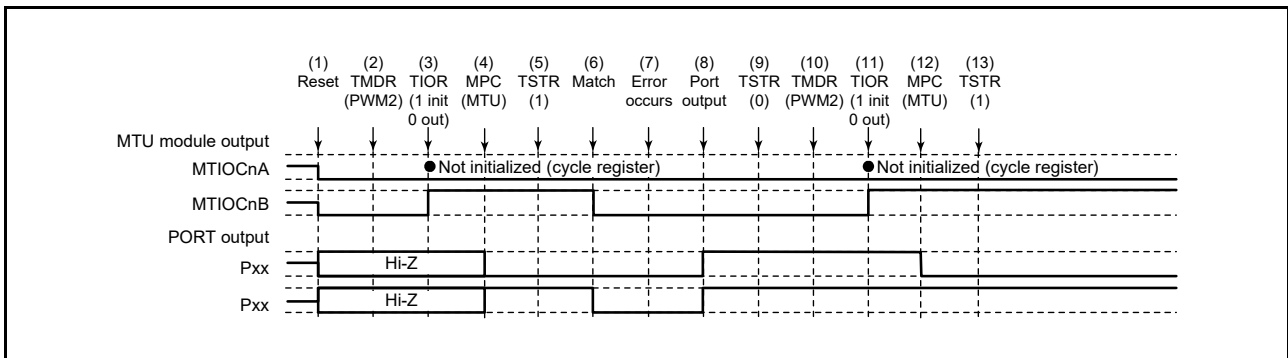 (1) (2) (3) (4) (5) (6) (7) (8) (9) (10) (11) (12) (13)
Reset TMDR TIOR MPC TSTR Match Error Port TSTR TMDR TIOR MPC TSTR
(PWM2) (1 init (MTU) (1) occurs output (0) (PWM2) (1 init (MTU) (1)
0 out) 0 out)
MTU module output
MTIOCnA Not initialized (cycle register) Not initialized (cycle register)
MTIOCnB
PORT output
Pxx Hi-Z
Pxx Hi-Z